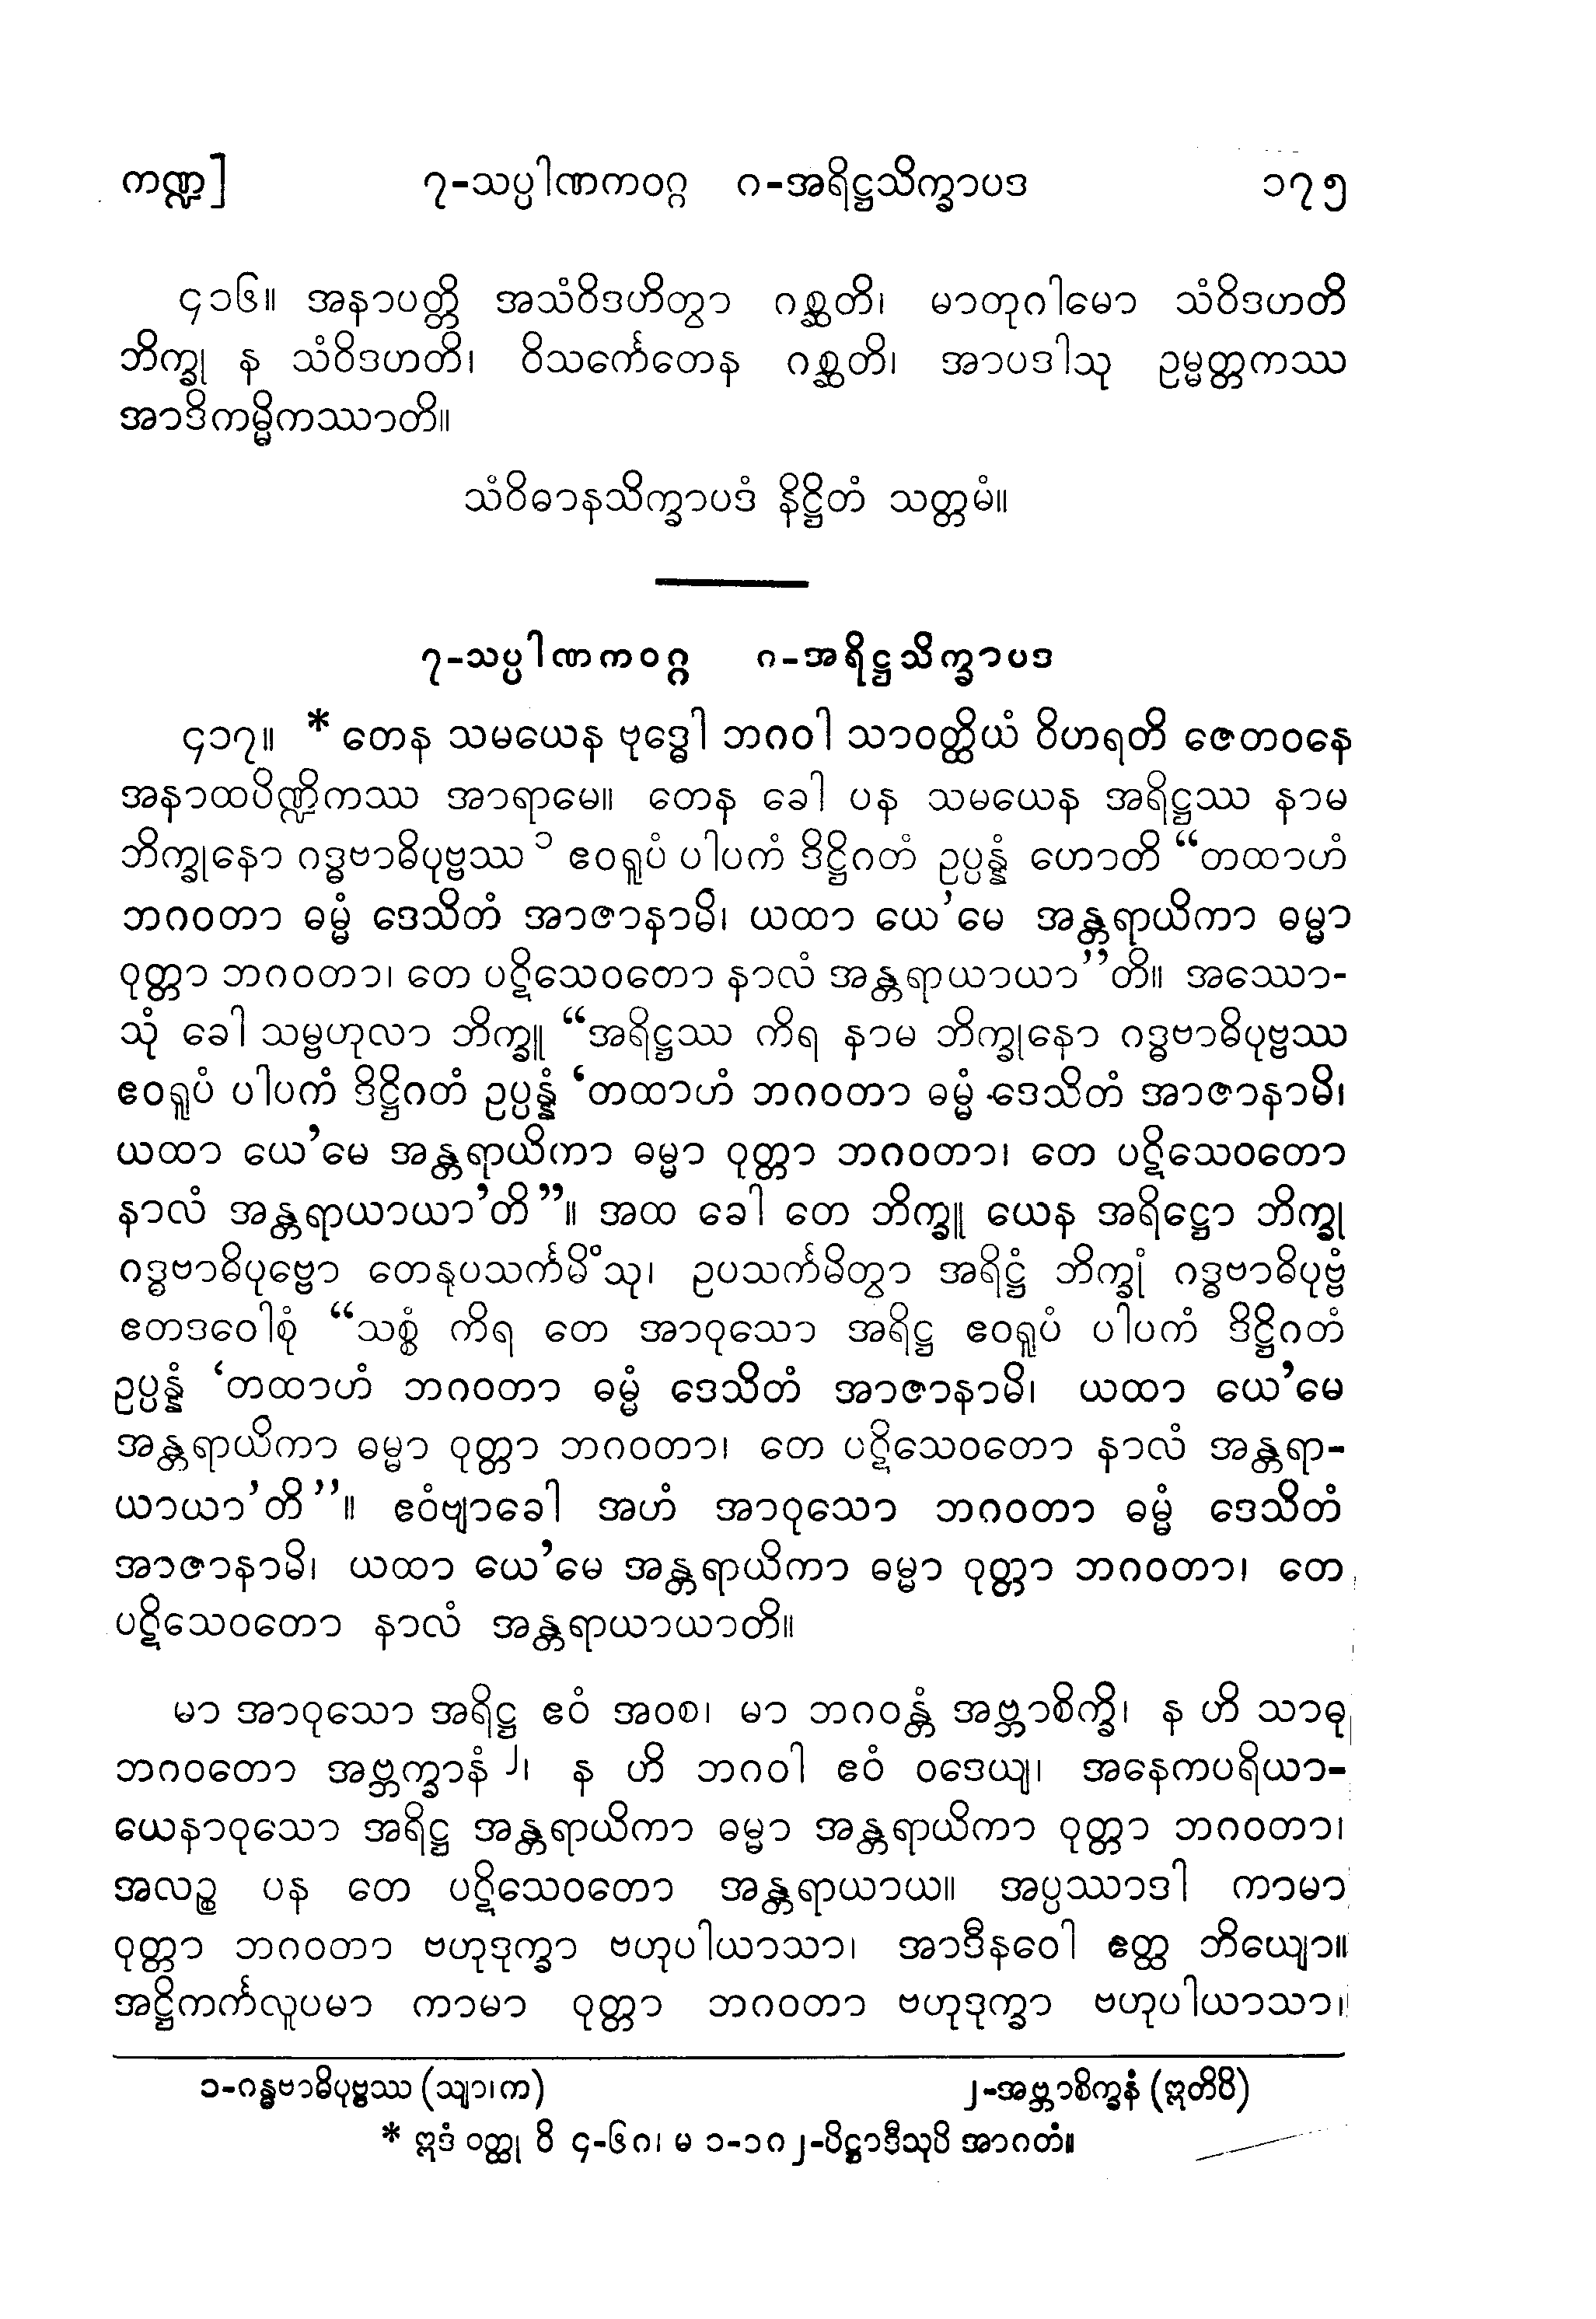 ကဏ္ဍ] ၇-သပ္ပါဏကဝဂ္ဂ ၈-အရိဋ္ဌသိက္ခာပဒ ၁၇၅
၄၁၆။ အနာပတ္တိ အသံဝိဒဟိတွာ ဂစ္ဆတိ၊ မာတုဂါမော သံဝိဒဟတိ
ဘိက္ခု န သံဝိဒဟတိ၊ ဝိသင်္ကေတေန ဂစ္ဆတိ၊ အာပဒါသု ဥမ္မတ္တကဿ
အာဒိကမ္မိကဿာတိ။
သံဝိဓာနသိက္ခာပဒံ နိဋ္ဌိတံ သတ္တမံ။
၇-သပ္ပါဏကဝဂ္ဂ ၈-အရိဋ္ဌသိက္ခာပဒ
၄၁၇။ * တေန သမယေန ဗုဒ္ဓေါ ဘဂဝါ သာဝတ္ထိယံ ဝိဟရတိ ဇေတဝနေ
အနာထပိဏ္ဍိကဿ အာရာမေ။ တေန ခေါ ပန သမယေန အရိဋ္ဌဿ နာမ
ဘိက္ခုနော ဂဒ္ဓဗာဓိပုဗ္ဗဿ ၁ ဧဝရူပံ ပါပကံ ဒိဋ္ဌိဂတံ ဥပ္ပန္နံ ဟောတိ “တထာဟံ
ဘဂဝတာ ဓမ္မံ ဒေသိတံ အာဇာနာမိ၊ ယထာ ယေ’မေ အန္တရာယိကာ ဓမ္မာ
ဝုတ္တာ ဘဂဝတာ၊ တေ ပဋိသေဝတော နာလံ အန္တရာယာယာ”တိ။ အဿော-
သုံ ခေါ သမ္ဗဟုလာ ဘိက္ခူ “အရိဋ္ဌဿ ကိရ နာမ ဘိက္ခုနော ဂဒ္ဓဗာဓိပုဗ္ဗဿ
ဧဝရူပံ ပါပကံ ဒိဋ္ဌိဂတံ ဥပ္ပန္နံ ‘တထာဟံ ဘဂဝတာ ဓမ္မံ ဒေသိတံ အာဇာနာမိ၊
ယထာ ယေ’မေ အန္တရာယိကာ ဓမ္မာ ဝုတ္တာ ဘဂဝတာ၊ တေ ပဋိသေဝတော
နာလံ အန္တရာယာယာ’တိ”။ အထ ခေါ တေ ဘိက္ခူ ယေန အရိဋ္ဌော ဘိက္ခု
ဂဒ္ဓဗာဓိပုဗ္ဗော တေနုပသင်္ကမိံသု၊ ဥပသင်္ကမိတွာ အရိဋ္ဌံ ဘိက္ခုံ ဂဒ္ဓဗာဓိပုဗ္ဗံ
ဧတဒဝေါစုံ “သစ္စံ ကိရ တေ အာဝုသော အရိဋ္ဌ ဧဝရူပံ ပါပကံ ဒိဋ္ဌိဂတံ
ဥပ္ပန္နံ ‘တထာဟံ ဘဂဝတာ ဓမ္မံ ဒေသိတံ အာဇာနာမိ၊ ယထာ ယေ’မေ
အန္တရာယိကာ ဓမ္မာ ဝုတ္တာ ဘဂဝတာ၊ တေ ပဋိသေဝတော နာလံ အန္တရာ-
ယာယာ’တိ”။ ဧဝံဗျာခေါ အဟံ အာဝုသော ဘဂဝတာ ဓမ္မံ ဒေသိတံ
အာဇာနာမိ၊ ယထာ ယေ’မေ အန္တရာယိကာ ဓမ္မာ ဝုတ္တာ ဘဂဝတာ၊ တေ
ပဋိသေဝတော နာလံ အန္တရာယာယာတိ။
မာ အာဝုသော အရိဋ္ဌ ဧဝံ အဝစ၊ မာ ဘဂဝန္တံ အဗ္ဘာစိက္ခိ၊ န ဟိ သာဓု
ဘဂဝတော အဗ္ဘက္ခာနံ ၂၊ န ဟိ ဘဂဝါ ဧဝံ ဝဒေယျ၊ အနေကပရိယာ-
ယေနာဝုသော အရိဋ္ဌ အန္တရာယိကာ ဓမ္မာ အန္တရာယိကာ ဝုတ္တာ ဘဂဝတာ၊
အလဉ္စ ပန တေ ပဋိသေဝတော အန္တရာယာယ။ အပ္ပဿာဒါ ကာမာ
ဝုတ္တာ ဘဂဝတာ ဗဟုဒုက္ခာ ဗဟုပါယာသာ၊ အာဒီနဝေါ ဧတ္ထ ဘိယျော။
အဋ္ဌိကင်္ကလူပမာ ကာမာ ဝုတ္တာ ဘဂဝတာ ဗဟုဒုက္ခာ ဗဟုပါယာသာ၊
၁-ဂန္ဓဗာဓိပုဗ္ဗဿ (သျာ၊ က) ၂-အဗ္ဘာစိက္ခနံ (ဣတိပိ)
* ဣဒံ ဝတ္ထု ဝိ ၄-၆၈၊ မ ၁-၁၈၂-ပိဋ္ဌာဒီသုပိ အာဂတံ။